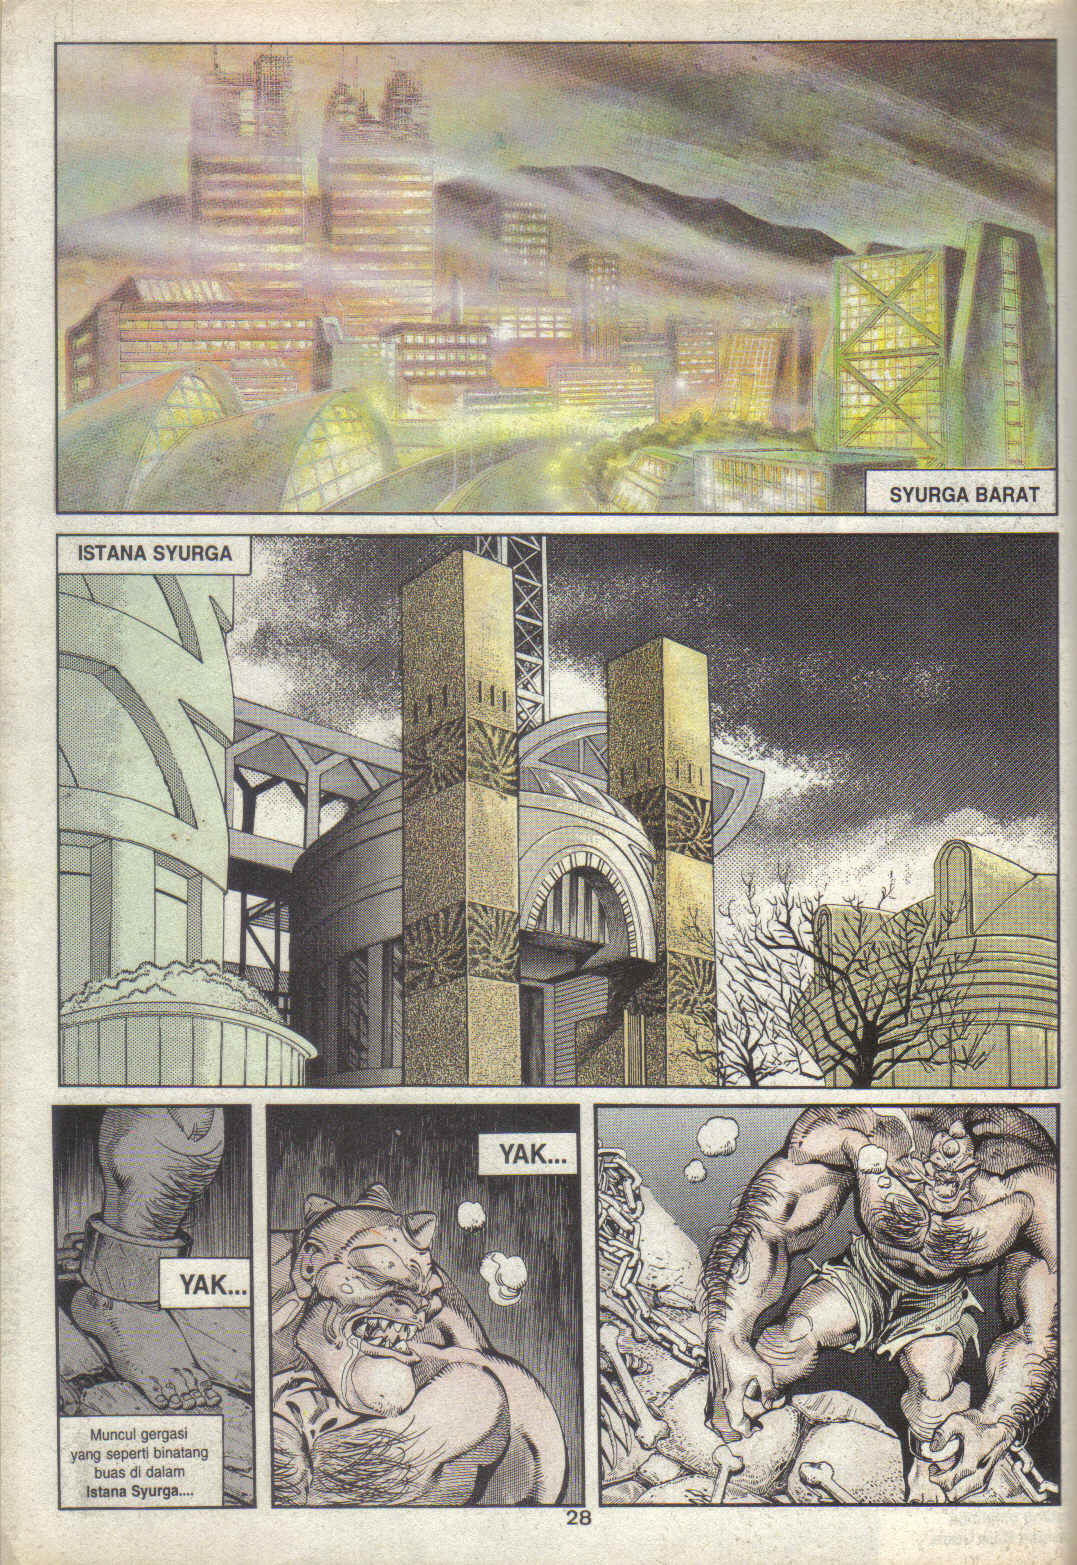 SYURGA BARAT
ISTANA SYURGA
YAK...
Muncul gergasi
yang seperti binatang
buas di dalam
Istana Syurga....
YAK...
28